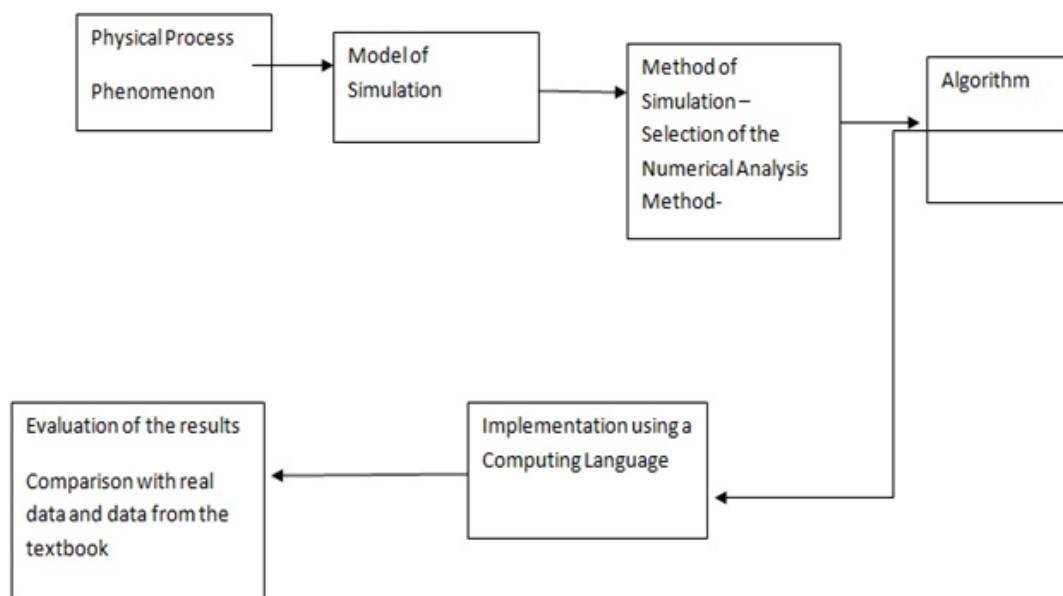 Physical Process
Phenomenon
Model of
Simulation
Method of
Simulation –
Selection of the
Numerical Analysis
Method-
Algorithm
Implementation using a
Computing Language
Evaluation of the results
Comparison with real
data and data from the
textbook